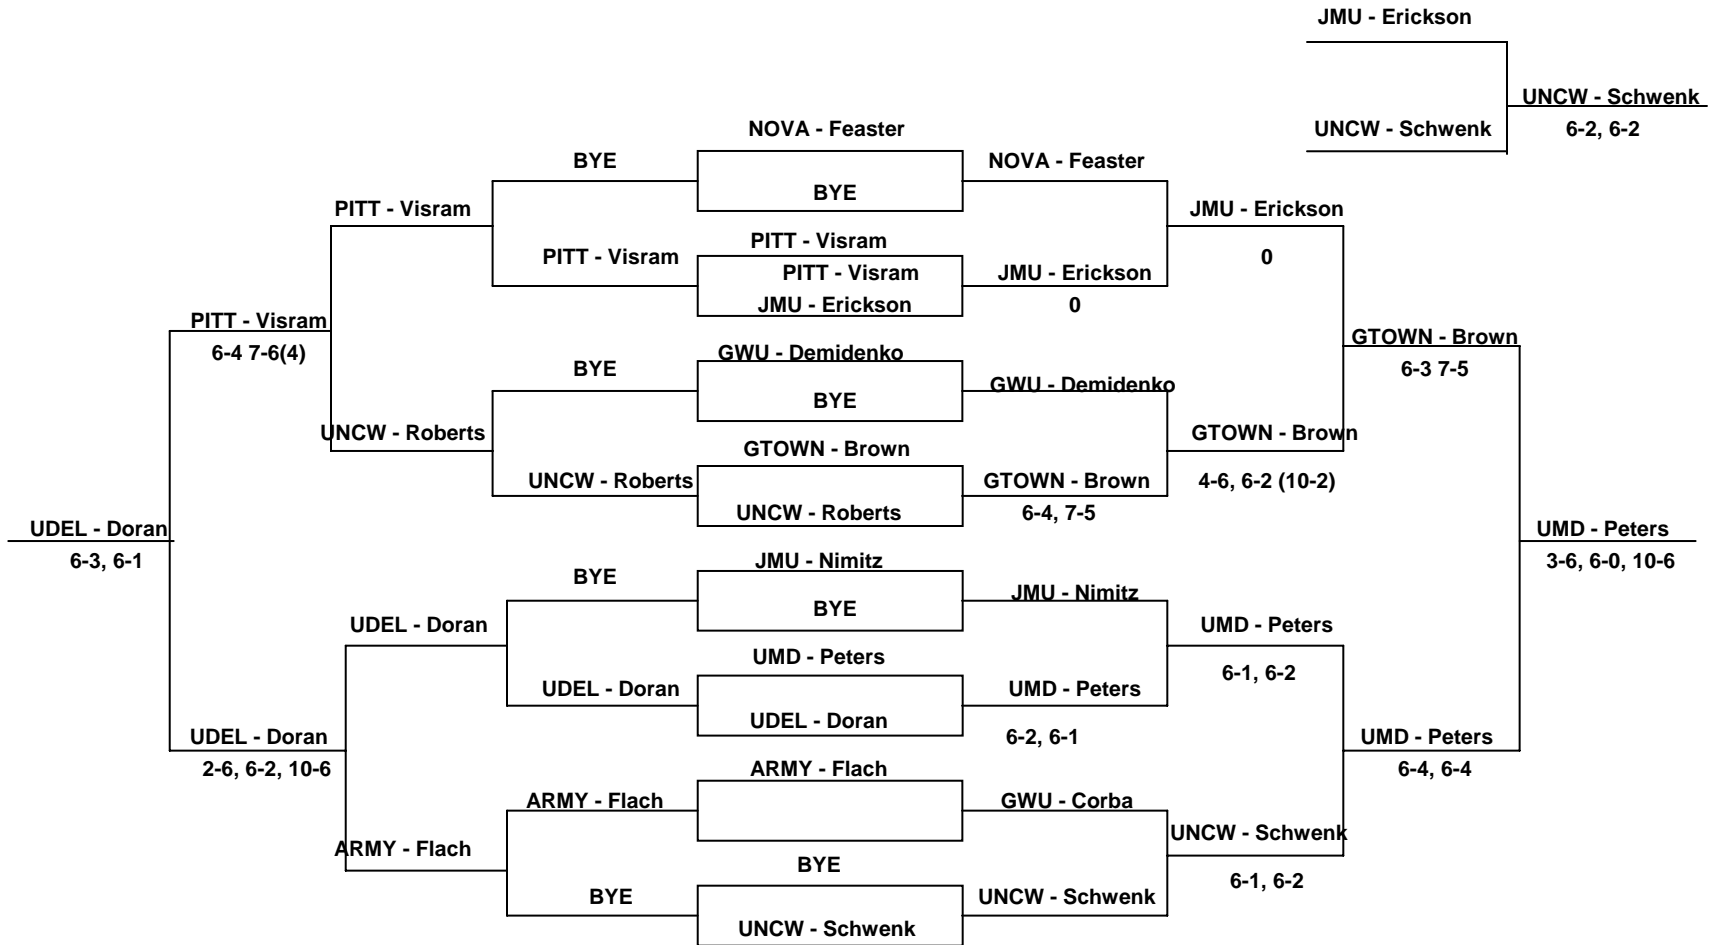 JMU - Erickson
UNCW - Schwenk
UNCW - Schwenk
6-2, 6-2
NOVA - Feaster
BYE
NOVA - Feaster
BYE
PITT - Visram
JMU - Erickson
PITT - Visram
PITT - Visram
PITT - Visram
JMU - Erickson
0
JMU - Erickson
0
PITT - Visram
6-4 7-6(4)
GTOWN - Brown
6-3 7-5
GWU - Demidenko
BYE
GWU - Demidenko
BYE
UNCW - Roberts
GTOWN - Brown
GTOWN - Brown
UNCW - Roberts
GTOWN - Brown
4-6, 6-2 (10-2)
UNCW - Roberts
6-4, 7-5
UDEL - Doran
6-3, 6-1
UMD - Peters
3-6, 6-0, 10-6
JMU - Nimitz
BYE
JMU - Nimitz
BYE
UDEL - Doran
UMD - Peters
UMD - Peters
6-1, 6-2
UDEL - Doran
UMD - Peters
UDEL - Doran
6-2, 6-1
UDEL - Doran
2-6, 6-2, 10-6
UMD - Peters
6-4, 6-4
ARMY - Flach
ARMY - Flach
GWU - Corba
UNCW - Schwenk
ARMY - Flach
BYE
6-1, 6-2
BYE
UNCW - Schwenk
UNCW - Schwenk